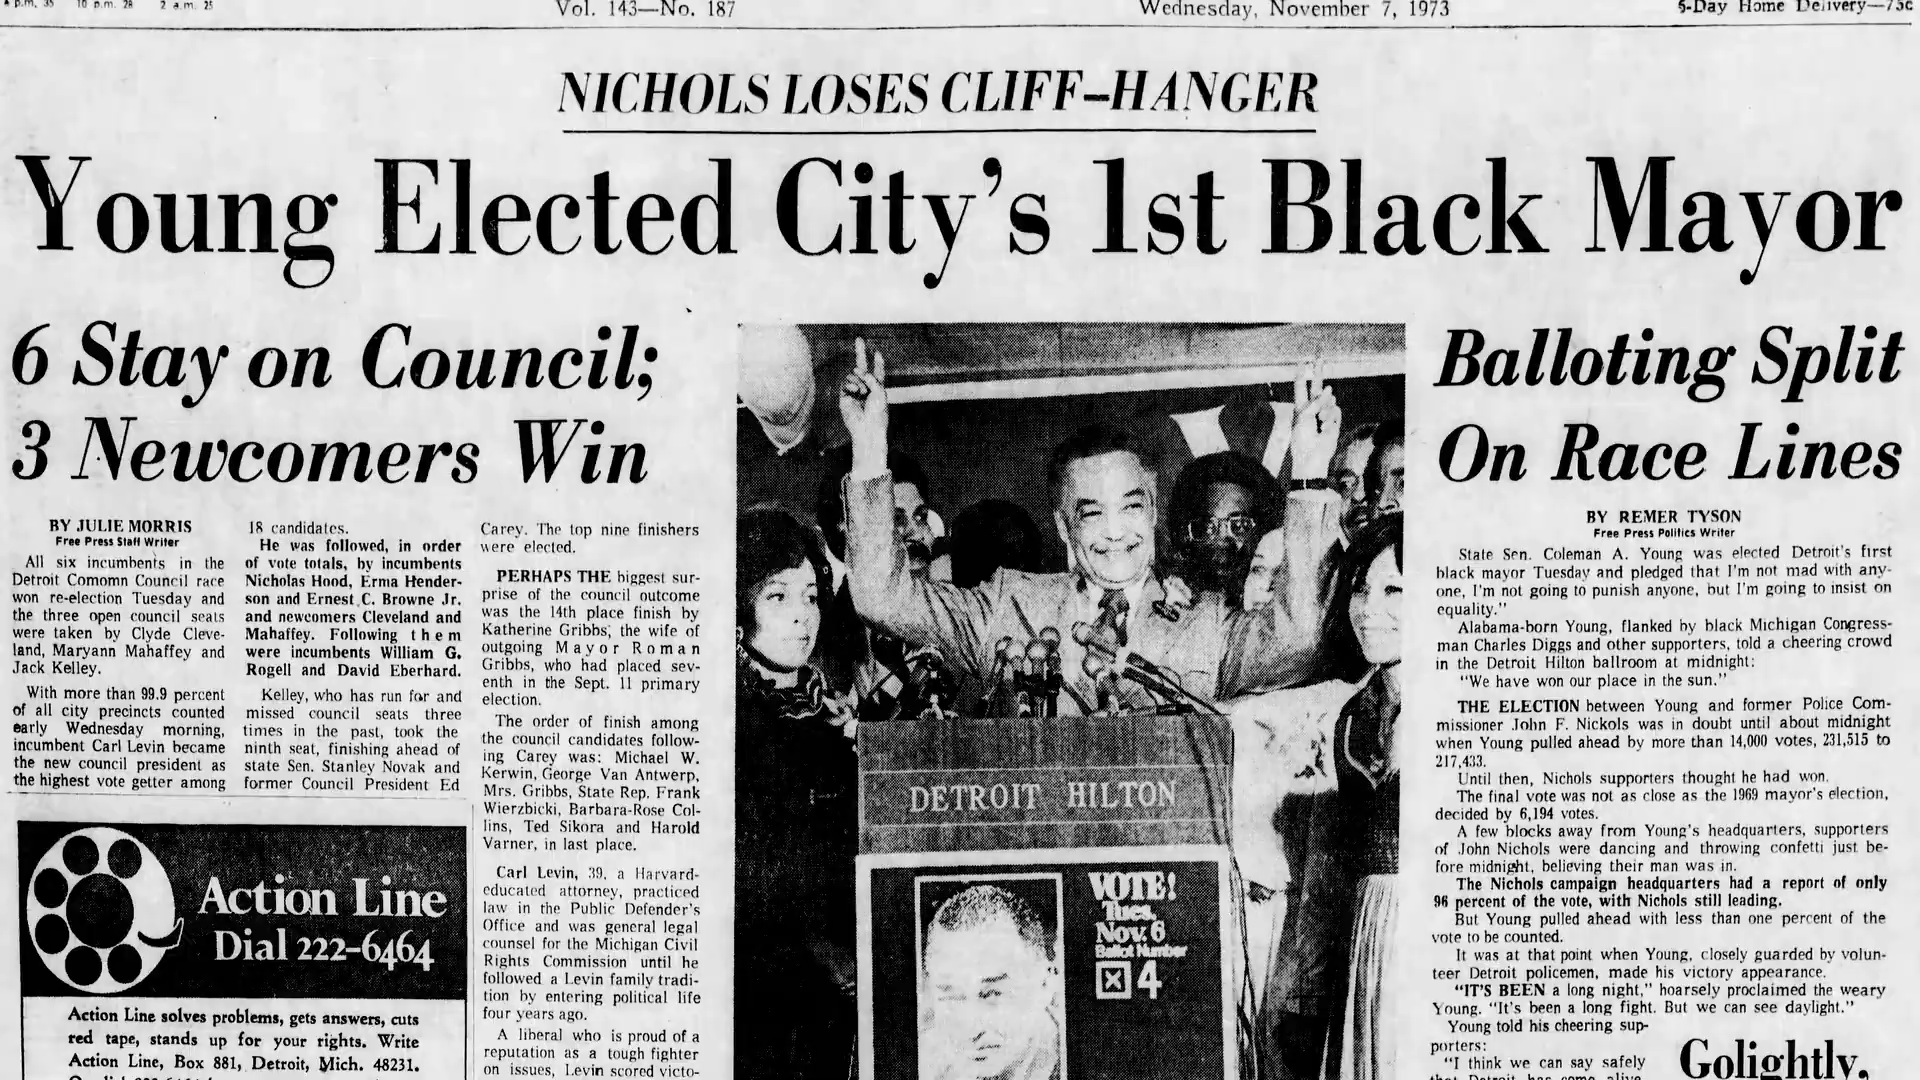 8 p.m. 35 10 p.m. 28 2 a.m. 25
Vol. 143—No. 187
Wednesday, November 7, 1973
5-Day Home Delivery—75c
NICHOLS LOSES CLIFF-HANGER
Young Elected City's 1st Black Mayor
6 Stay on Council;
3 Newcomers Win
BY JULIE MORRIS
Free Press Staff Writer
All six incumbents in the
Detroit Comomn Council race
won re-election Tuesday and
the three open council seats
were taken by Clyde Cleve-
land, Maryann Mahaffey and
Jack Kelley.
With more than 99.9 percent
of all city precincts counted
early Wednesday morning,
incumbent Carl Levin became
the new council president as
the highest vote getter among
18 candidates.
He was followed, in order
of vote totals, by incumbents
Nicholas Hood, Erma Hender-
son and Ernest C. Browne Jr.
and newcomers Cleveland and
Mahaffey. Following them
were incumbents William G.
Rogell and David Eberhard.
Kelley, who has run for and
missed council seats three
times in the past, took the
ninth seat, finishing ahead of
state Sen. Stanley Novak and
former Council President Ed
Carey. The top nine finishers
were elected.
PERHAPS THE biggest sur-
prise of the council outcome
was the 14th place finish by
Katherine Gribbs, the wife of
outgoing Mayor Roman
Gribbs, who had placed sev-
enth in the Sept. 11 primary
election.
The order of finish among
the council candidates follow-
ing Carey was: Michael W.
Kerwin, George Van Antwerp,
Mrs. Gribbs, State Rep. Frank
Wierzbicki, Barbara-Rose Col-
lins, Ted Sikora and Harold
Varner, in last place.
Carl Levin, 39, a Harvard-
educated attorney, practiced
law in the Public Defender's
Office and was general legal
counsel for the Michigan Civil
Rights Commission until he
followed a Levin family tradi-
tion by entering political life
four years ago.
A liberal who is proud of a
reputation as a tough fighter
on issues, Levin scored victo-
Action Line
Dial 222-6464
Action Line solves problems, gets answers, cuts
red tape, stands up for your rights. Write
Action Line, Box 881, Detroit, Mich. 48231.
DETROIT HILTON
VOTE!
Tues.
Nov. 6
Ballot Number
X 4
Balloting Split
On Race Lines
BY REMER TYSON
Free Press Politics Writer
State Sen. Coleman A. Young was elected Detroit's first
black mayor Tuesday and pledged that I'm not mad with any-
one, I'm not going to punish anyone, but I'm going to insist on
equality."
Alabama-born Young, flanked by black Michigan Congress-
man Charles Diggs and other supporters, told a cheering crowd
in the Detroit Hilton ballroom at midnight:
"We have won our place in the sun."
THE ELECTION between Young and former Police Com-
missioner John F. Nickols was in doubt until about midnight
when Young pulled ahead by more than 14,000 votes, 231,515 to
217,433.
Until then, Nichols supporters thought he had won.
The final vote was not as close as the 1969 mayor's election,
decided by 6,194 votes.
A few blocks away from Young's headquarters, supporters
of John Nichols were dancing and throwing confetti just be-
fore midnight, believing their man was in.
The Nichols campaign headquarters had a report of only
96 percent of the vote, with Nichols still leading.
But Young pulled ahead with less than one percent of the
vote to be counted.
It was at that point when Young, closely guarded by volun-
teer Detroit policemen, made his victory appearance.
"IT'S BEEN a long night," hoarsely proclaimed the weary
Young. "It's been a long fight. But we can see daylight."
Young told his cheering sup-
porters:
"I think we can say safely
that Detroit has come alive
Golightly,